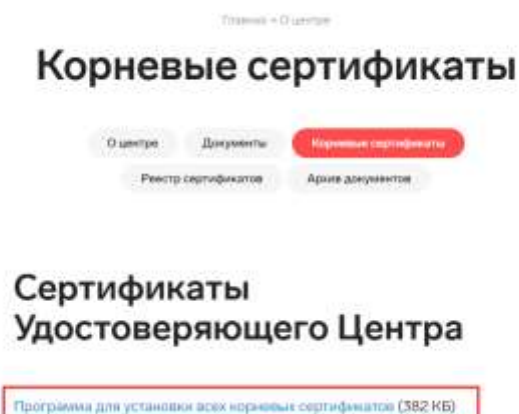 Главная → О центре
Корневые сертификаты
О центре Документы Корневые сертификаты
Реестр сертификатов Архив документов
Сертификаты
Удостоверяющего Центра
Программа для установки всех корневых сертификатов (382 КБ)